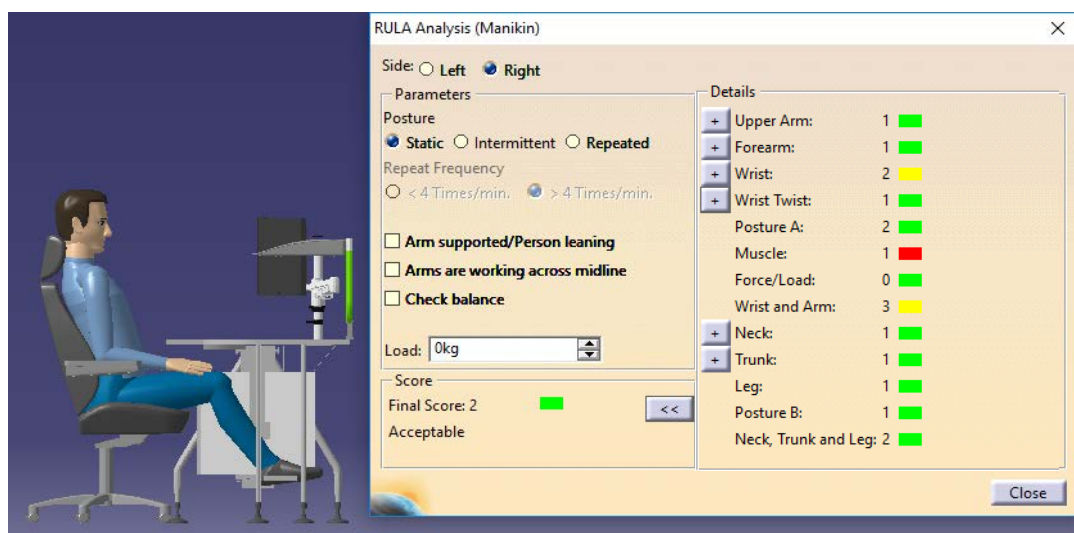 RULA Analysis (Manikin)
Side: Left Right
Parameters
Posture
Static Intermittent Repeated
Repeat Frequency
< 4 Times/min. > 4 Times/min.
Arm supported/Person leaning
Arms are working across midline
Check balance
Load: 0kg
Score
Final Score: 2
<<
Acceptable
Details
+ Upper Arm: 1
+ Forearm: 1
+ Wrist: 2
+ Wrist Twist: 1
Posture A: 2
Muscle: 1
Force/Load: 0
Wrist and Arm: 3
+ Neck: 1
+ Trunk: 1
Leg: 1
Posture B: 1
Neck, Trunk and Leg: 2
Close